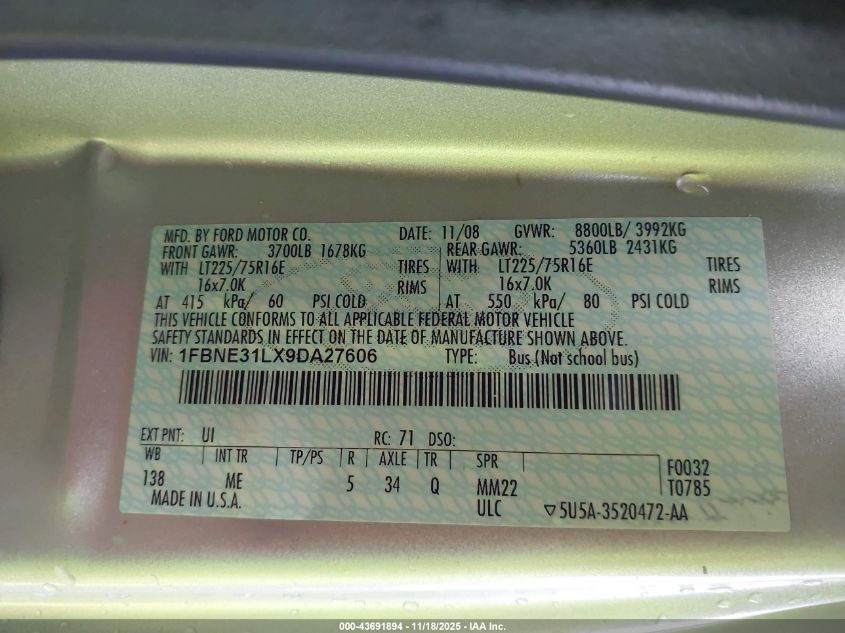 MFD. BY FORD MOTOR CO. DATE: 11/08 GVWR: 8800LB/ 3992KG
FRONT GAWR: 3700LB 1678KG REAR GAWR: 5360LB 2431KG
WITH LT225/75R16E TIRES WITH LT225/75R16E TIRES
16x7.0K RIMS 16x7.0K RIMS
AT 415 kPa/ 60 PSI COLD AT 550 kPa/ 80 PSI COLD
THIS VEHICLE CONFORMS TO ALL APPLICABLE FEDERAL MOTOR VEHICLE
SAFETY STANDARDS IN EFFECT ON THE DATE OF MANUFACTURE SHOWN ABOVE.
VIN: 1FBNE31LX9DA27606 TYPE: Bus (Not school bus)
EXT PNT: UI RC: 71 DSO:
WB INT TR TP/PS R AXLE TR SPR F0032
138 ME 5 34 Q MM22 T0785
MADE IN U.S.A. ULC ▽5U5A-3520472-AA
000-43691894 - 11/18/2025 - IAA Inc.